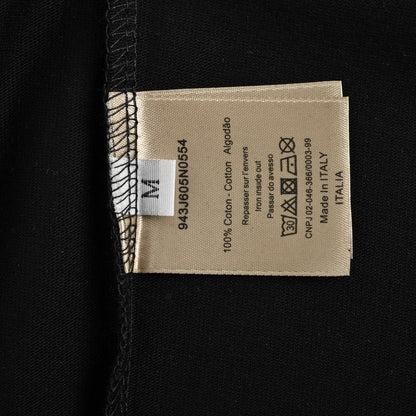 M
943J605N0554
100% Coton - Cotton Algodão
Repasser sur l'envers
Iron inside out
Passar do avesso
30
CNPJ 02-046-366/0003-99
Made In ITALY
ITALIA